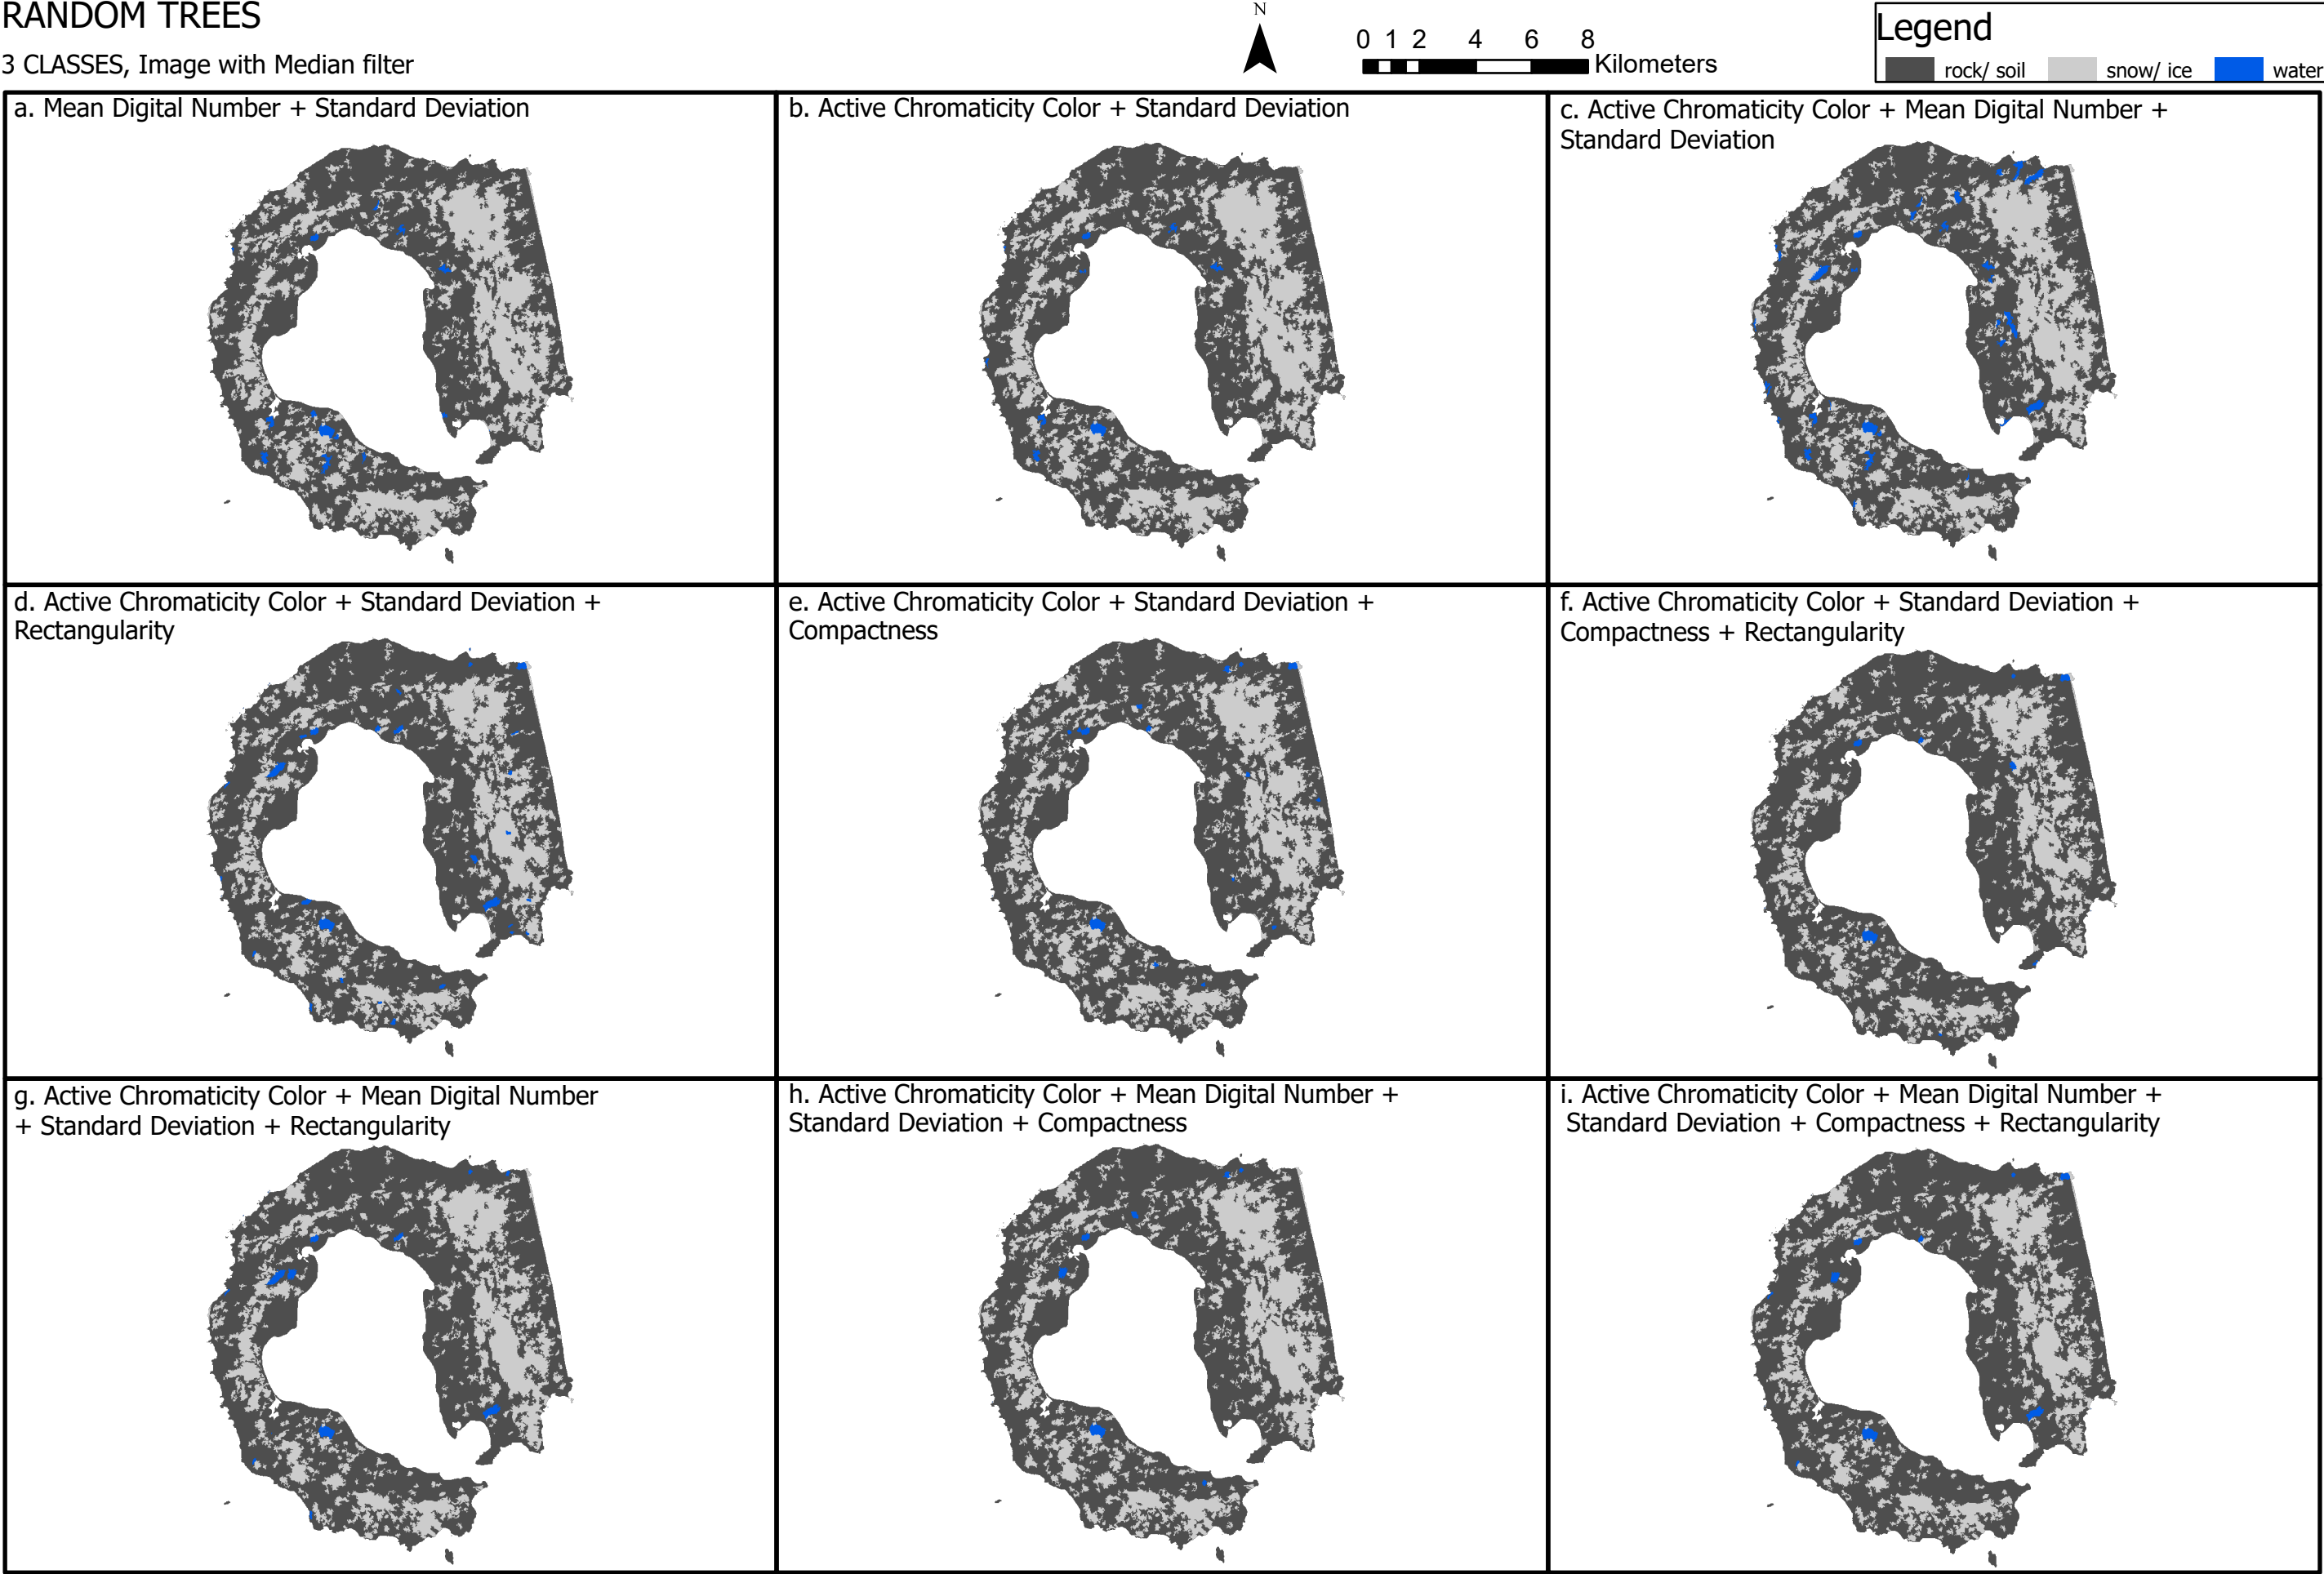 RANDOM TREES
3 CLASSES, Image with Median filter
N
0 1 2 4 6 8
Kilometers
Legend
rock/ soil snow/ ice water
a. Mean Digital Number + Standard Deviation
b. Active Chromaticity Color + Standard Deviation
c. Active Chromaticity Color + Mean Digital Number +
Standard Deviation
d. Active Chromaticity Color + Standard Deviation +
Rectangularity
e. Active Chromaticity Color + Standard Deviation +
Compactness
f. Active Chromaticity Color + Standard Deviation +
Compactness + Rectangularity
g. Active Chromaticity Color + Mean Digital Number
+ Standard Deviation + Rectangularity
h. Active Chromaticity Color + Mean Digital Number +
Standard Deviation + Compactness
i. Active Chromaticity Color + Mean Digital Number +
Standard Deviation + Compactness + Rectangularity